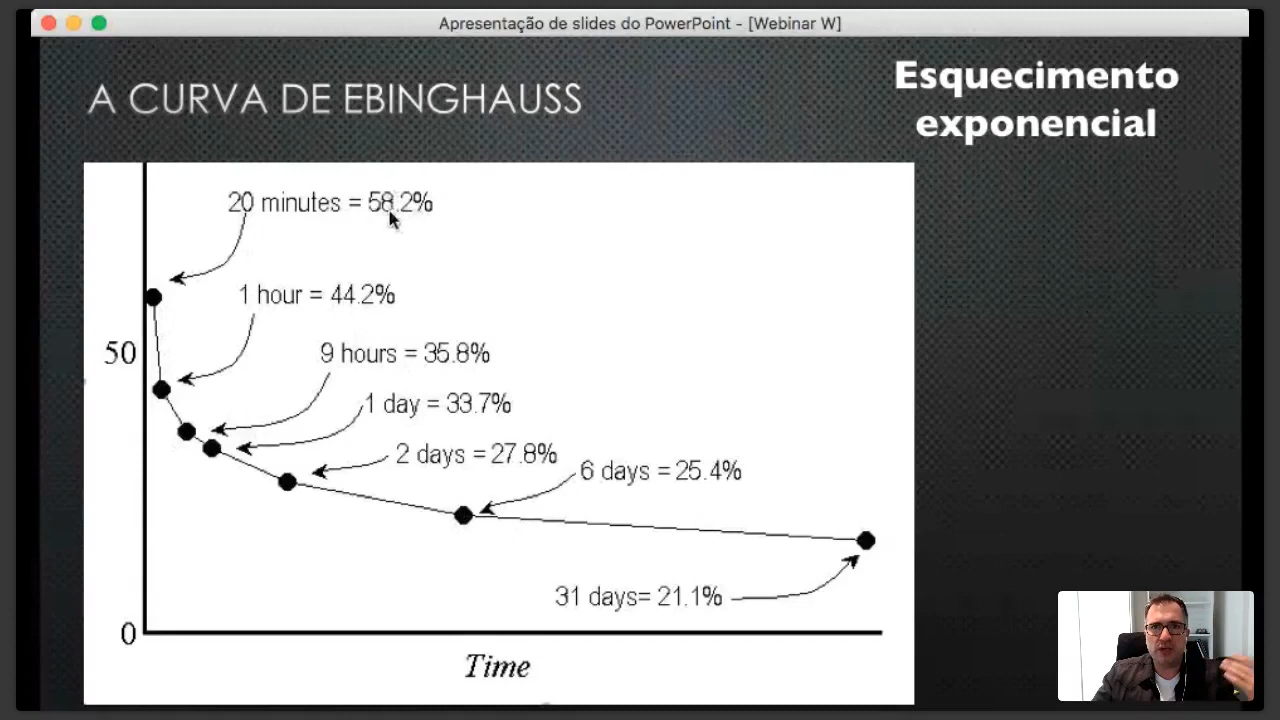 Apresentação de slides do PowerPoint - [Webinar W]
A CURVA DE EBINGHAUSS
Esquecimento
exponencial
20 minutes = 58.2%
1 hour = 44.2%
50
9 hours = 35.8%
1 day = 33.7%
2 days = 27.8%
6 days = 25.4%
31 days= 21.1%
0
Time